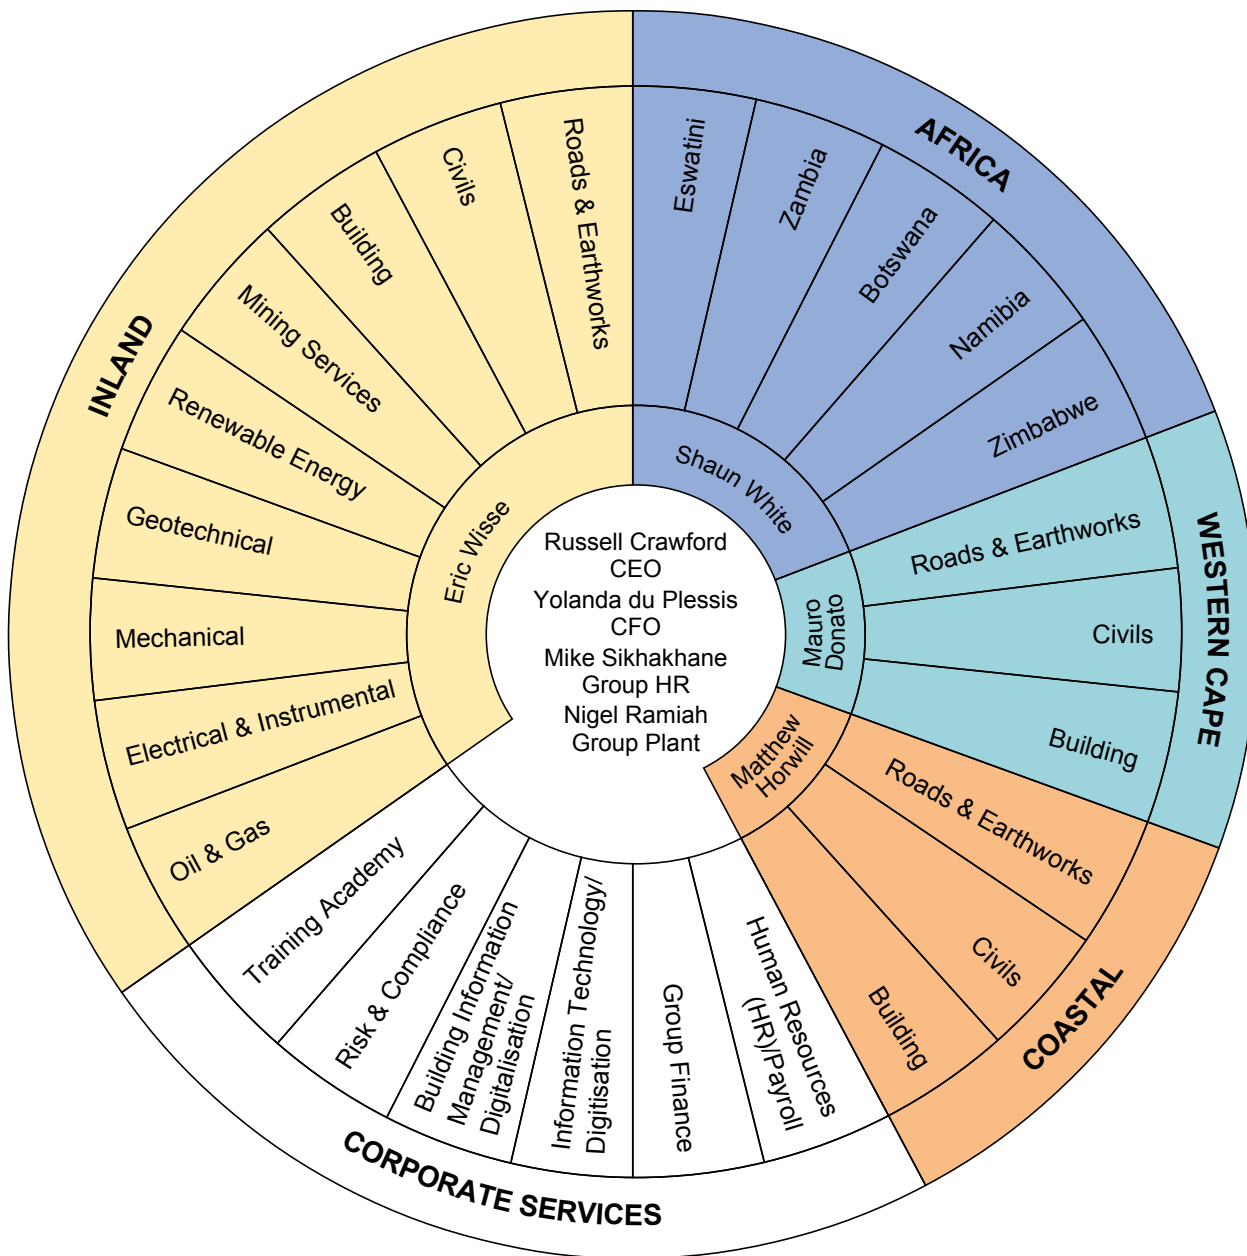 Russell Crawford
CEO
Yolanda du Plessis
CFO
Mike Sikhakhane
Group HR
Nigel Ramiah
Group Plant
AFRICA
Shaun White
Eswatini
Zambia
Botswana
Namibia
Zimbabwe
WESTERN CAPE
Mauro
Donato
Roads & Earthworks
Civils
Building
COASTAL
Matthew
Horwill
Roads & Earthworks
Civils
Building
CORPORATE SERVICES
Human Resources
(HR)/Payroll
Group Finance
Information Technology/
Digitisation
Building Information
Management/
Digitalisation
Risk & Compliance
Training Academy
INLAND
Eric Wisse
Oil & Gas
Electrical & Instrumental
Mechanical
Geotechnical
Renewable Energy
Mining Services
Building
Civils
Roads & Earthworks